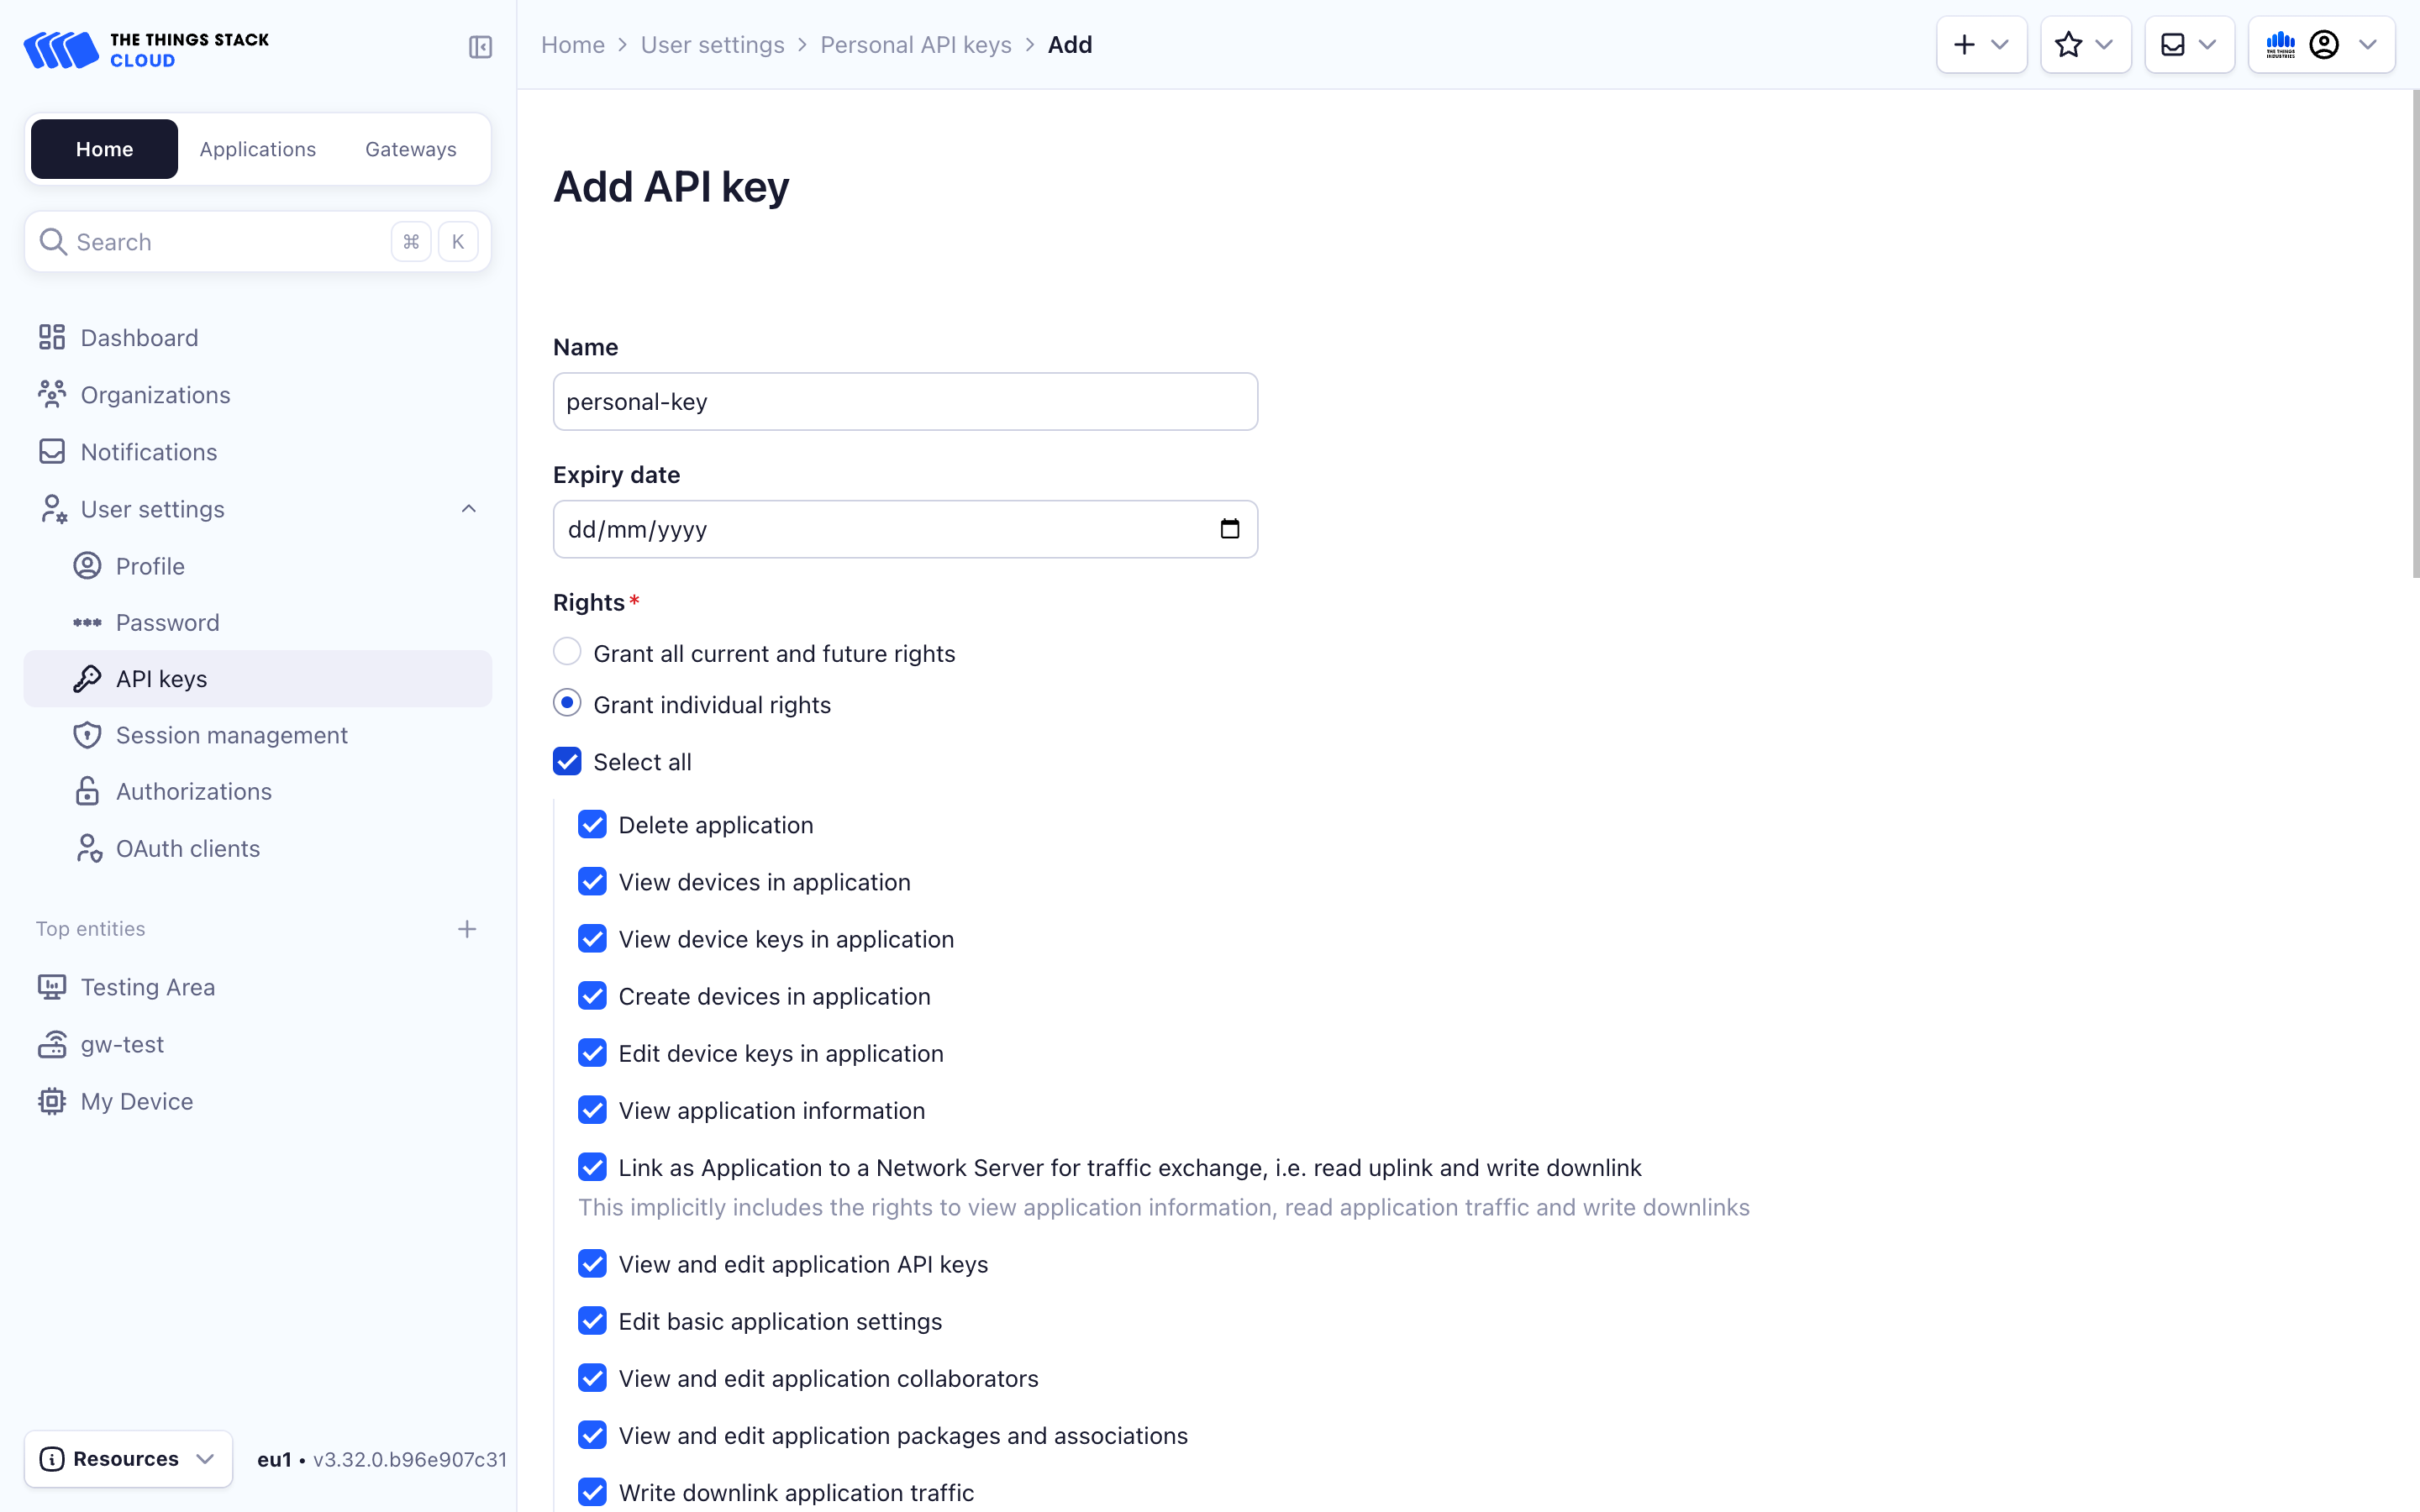 THE THINGS STACK
CLOUD
Home > User settings > Personal API keys > Add
THE THINGS
INDUSTRIES
Home
Applications
Gateways
Search
⌘
K
Dashboard
Organizations
Notifications
User settings
Profile
Password
API keys
Session management
Authorizations
OAuth clients
Top entities
Testing Area
gw-test
My Device
Resources
eu1 • v3.32.0.b96e907c31
Add API key
Name
personal-key
Expiry date
dd/mm/yyyy
Rights*
Grant all current and future rights
Grant individual rights
Select all
Delete application
View devices in application
View device keys in application
Create devices in application
Edit device keys in application
View application information
Link as Application to a Network Server for traffic exchange, i.e. read uplink and write downlink
This implicitly includes the rights to view application information, read application traffic and write downlinks
View and edit application API keys
Edit basic application settings
View and edit application collaborators
View and edit application packages and associations
Write downlink application traffic